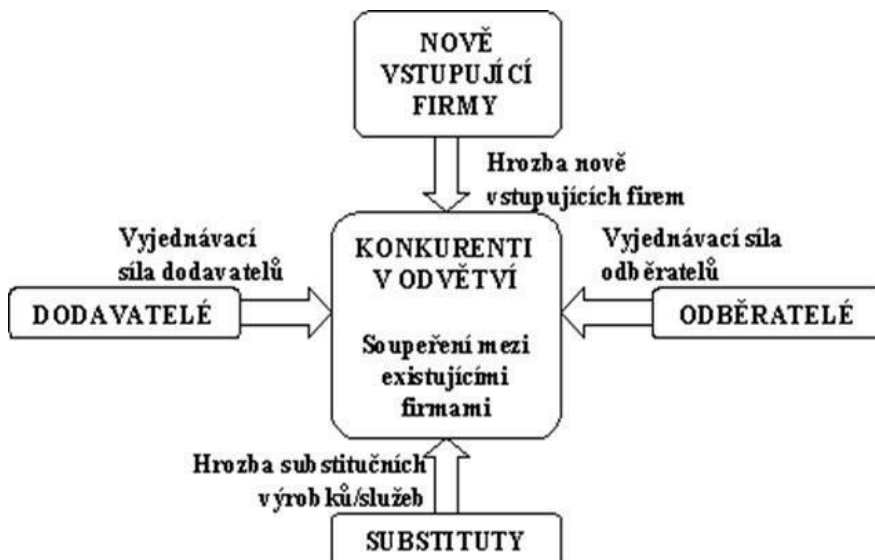 NOVĚ
VSTUPUJÍCÍ
FIRMY
Hrozba nově
vstupujících firem
Vyjednávací
síla dodavatelů
KONKURENTI
V ODVĚTVÍ
Vyjednávací síla
odběratelů
DODAVATELÉ
ODBĚRATELÉ
Soupeření mezi
existujícími
firmami
Hrozba substitučních
výrobků/služeb
SUBSTITUTY